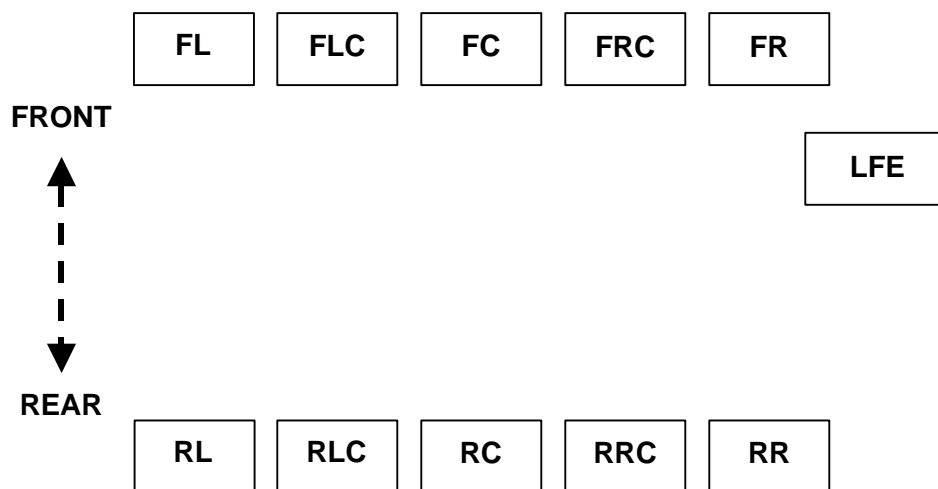 FL FLC FC FRC FR
FRONT
LFE
REAR
RL RLC RC RRC RR